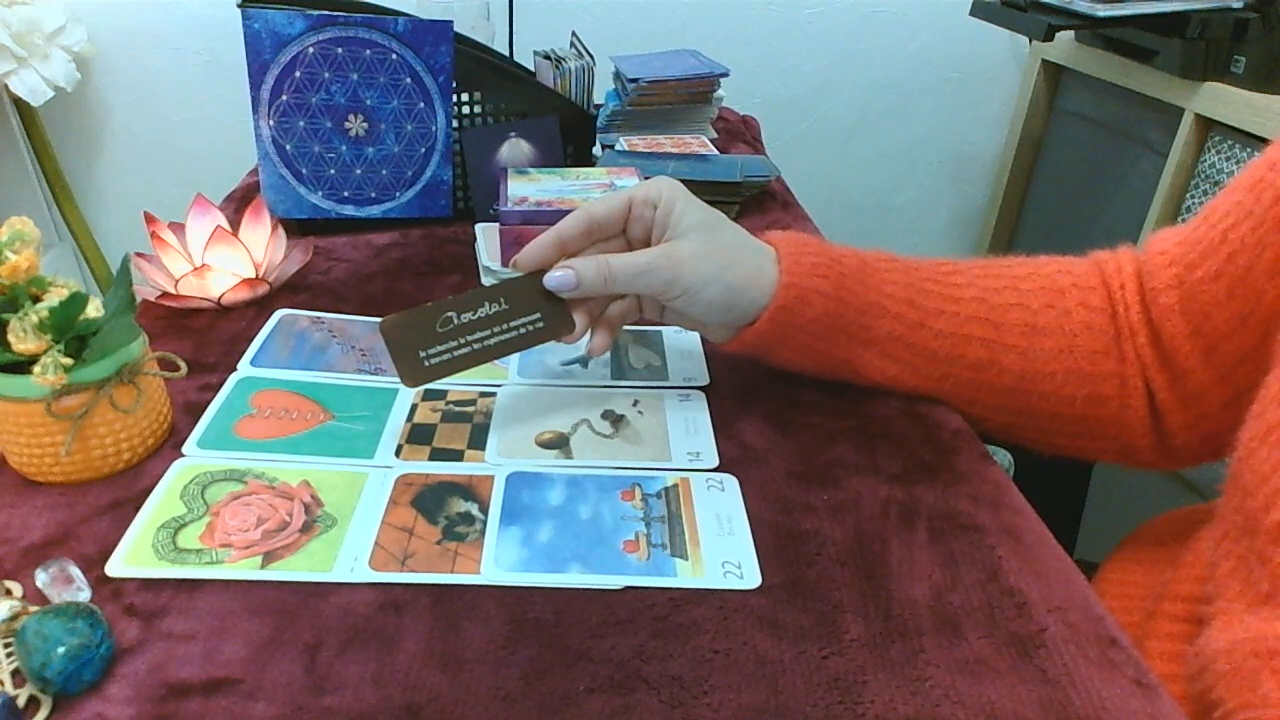 Chocolat
Je recherche le bonheur ici et maintenant
à travers toutes les expériences de la vie.
9
14
14
22
22